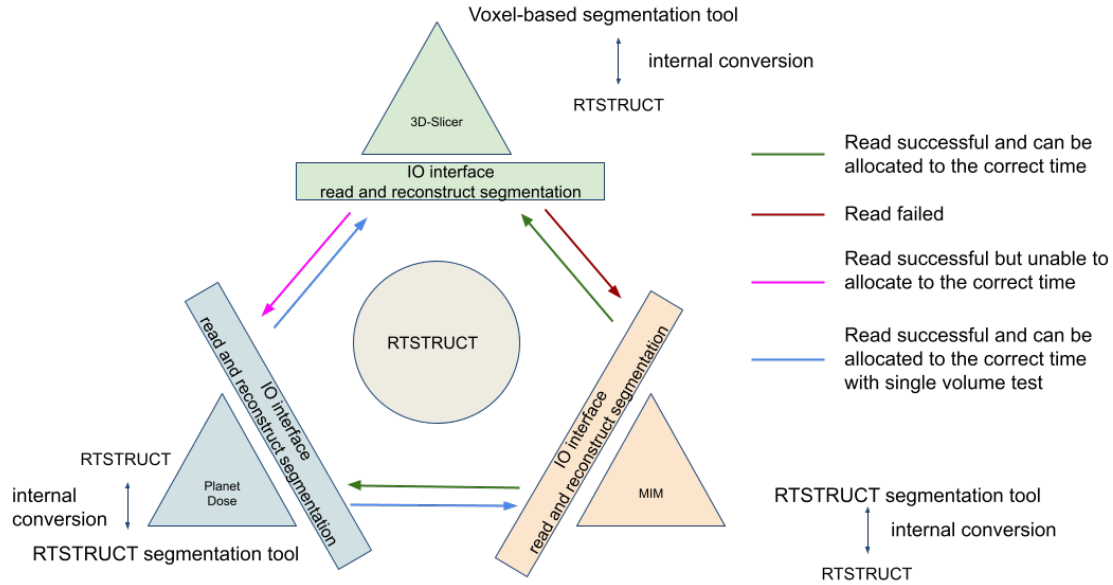 Voxel-based segmentation tool
internal conversion
RTSTRUCT
3D-Slicer
IO interface
read and reconstruct segmentation
Read successful and can be
allocated to the correct time
Read failed
Read successful but unable to
allocate to the correct time
Read successful and can be
allocated to the correct time
with single volume test
RTSTRUCT
IO interface
read and reconstruct segmentation
IO interface
read and reconstruct segmentation
RTSTRUCT
internal
conversion
RTSTRUCT segmentation tool
Planet
Dose
MIM
RTSTRUCT segmentation tool
internal conversion
RTSTRUCT